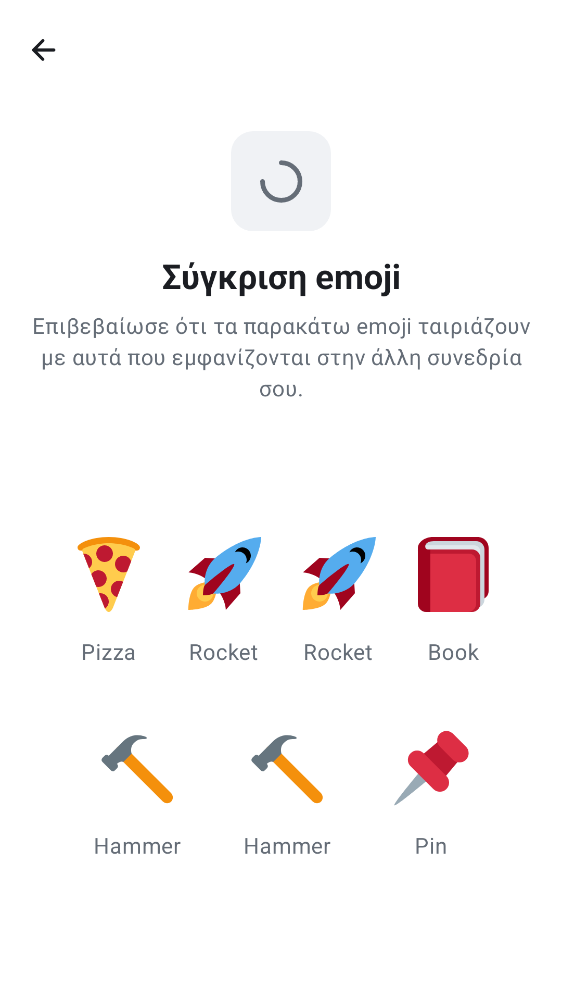 Σύγκριση emoji
Επιβεβαίωσε ότι τα παρακάτω emoji ταιριάζουν
με αυτά που εμφανίζονται στην άλλη συνεδρία
σου.
Pizza Rocket Rocket Book
Hammer Hammer Pin